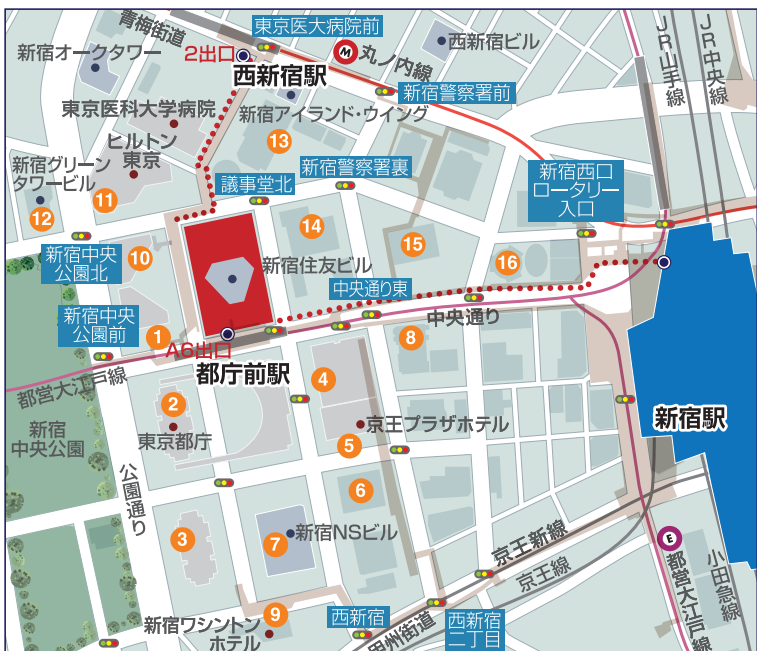 青梅街道
東京医大病院前
新宿オークタワー
2出口
M
丸ノ内線
西新宿ビル
JR山手線
JR中央線
西新宿駅
新宿警察署前
東京医科大学病院
新宿アイランド・ウイング
13
ヒルトン
東京
新宿グリーン
タワービル
11
12
議事堂北
新宿警察署裏
新宿西口
ロータリー
入口
新宿中央
公園北
10
14
15
16
新宿住友ビル
中央通り東
新宿中央
公園前
1
A6出口
中央通り
8
都庁前駅
都営大江戸線
4
2
新宿駅
新宿
中央公園
東京都庁
京王プラザホテル
5
公園通り
6
3
7
新宿NSビル
京王新線
京王線
E
都営大江戸線
小田急線
9
新宿ワシントン
ホテル
西新宿
甲州街道
西新宿
二丁目